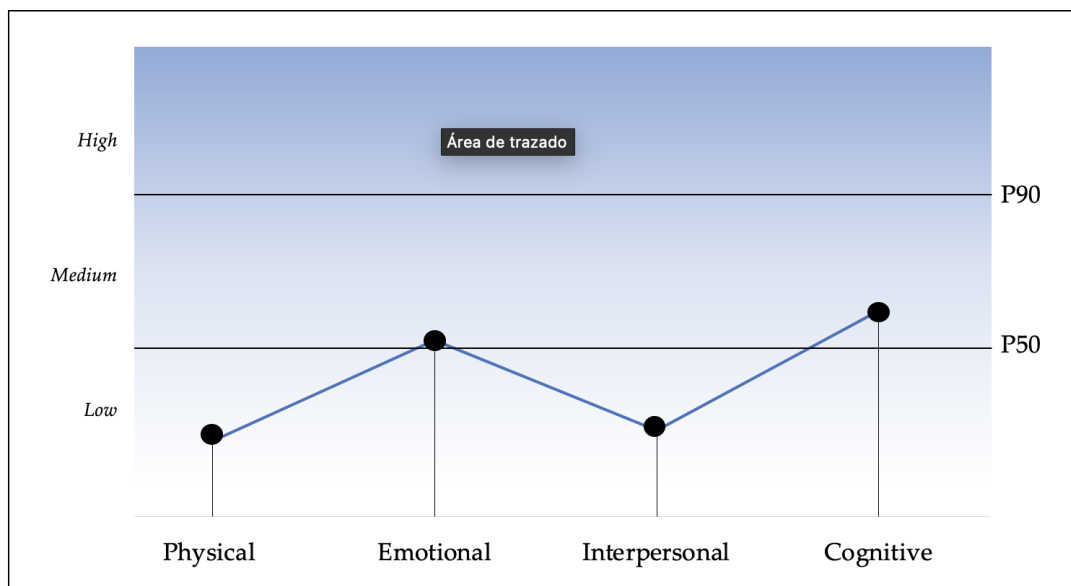 High
Área de trazado
P90
Medium
P50
Low
Physical
Emotional
Interpersonal
Cognitive